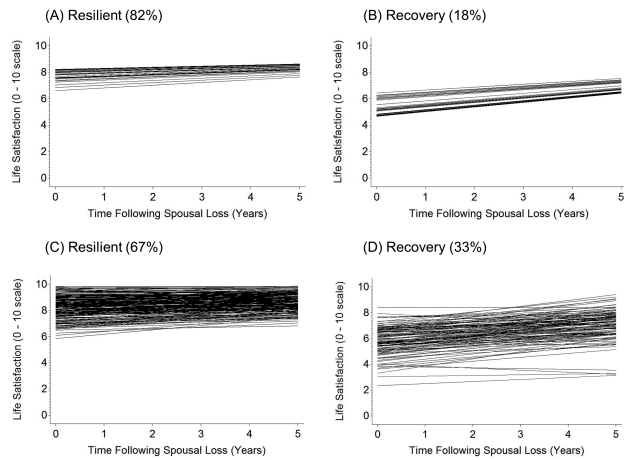 (A) Resilient (82%)
(B) Recovery (18%)
Life Satisfaction (0 - 10 scale)
10
8
6
4
2
0
0 1 2 3 4 5
Time Following Spousal Loss (Years)
Life Satisfaction (0 - 10 scale)
10
8
6
4
2
0
0 1 2 3 4 5
Time Following Spousal Loss (Years)
(C) Resilient (67%)
(D) Recovery (33%)
Life Satisfaction (0 - 10 scale)
10
8
6
4
2
0
0 1 2 3 4 5
Time Following Spousal Loss (Years)
Life Satisfaction (0 - 10 scale)
10
8
6
4
2
0
0 1 2 3 4 5
Time Following Spousal Loss (Years)